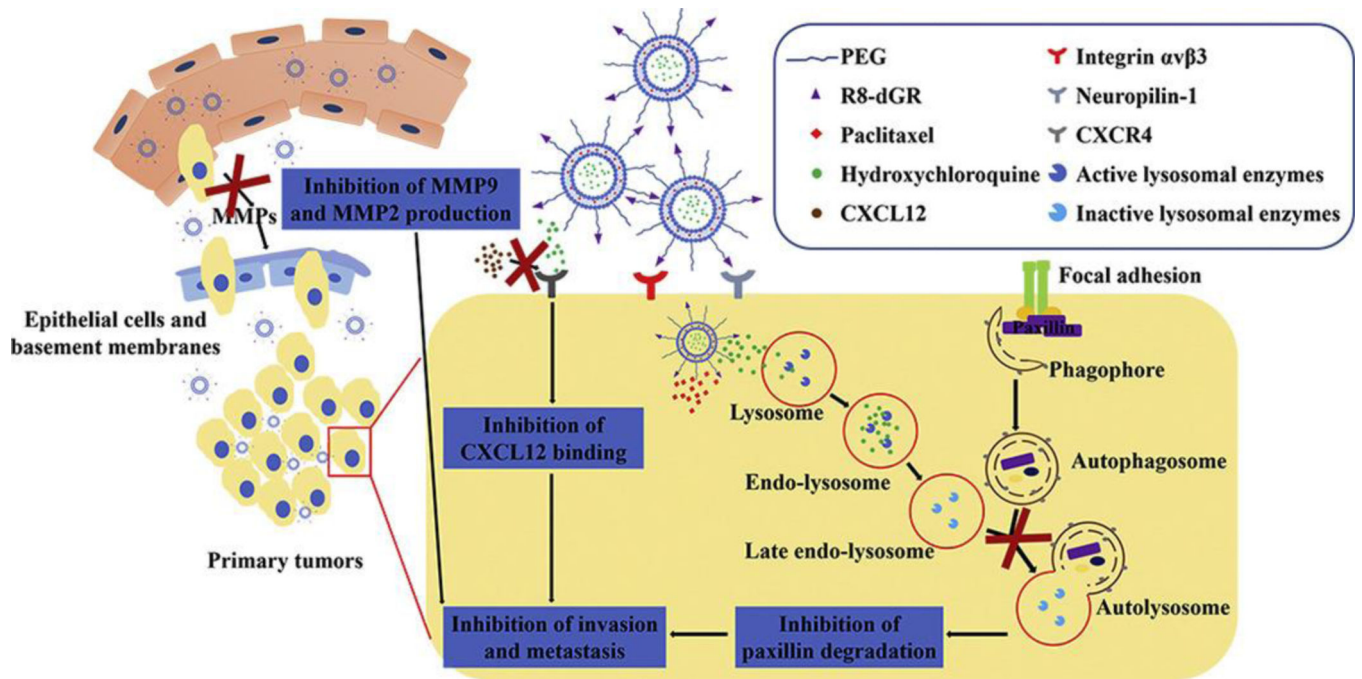 PEG
R8-dGR
Paclitaxel
Hydroxychloroquine
CXCL12
Integrin αvβ3
Neuropilin-1
CXCR4
Active lysosomal enzymes
Inactive lysosomal enzymes
MMPs
Inhibition of MMP9
and MMP2 production
Epithelial cells and
basement membranes
Primary tumors
Focal adhesion
Paxillin
Phagophore
Lysosome
Inhibition of
CXCL12 binding
Endo-lysosome
Autophagosome
Late endo-lysosome
Autolysosome
Inhibition of invasion
and metastasis
Inhibition of
paxillin degradation